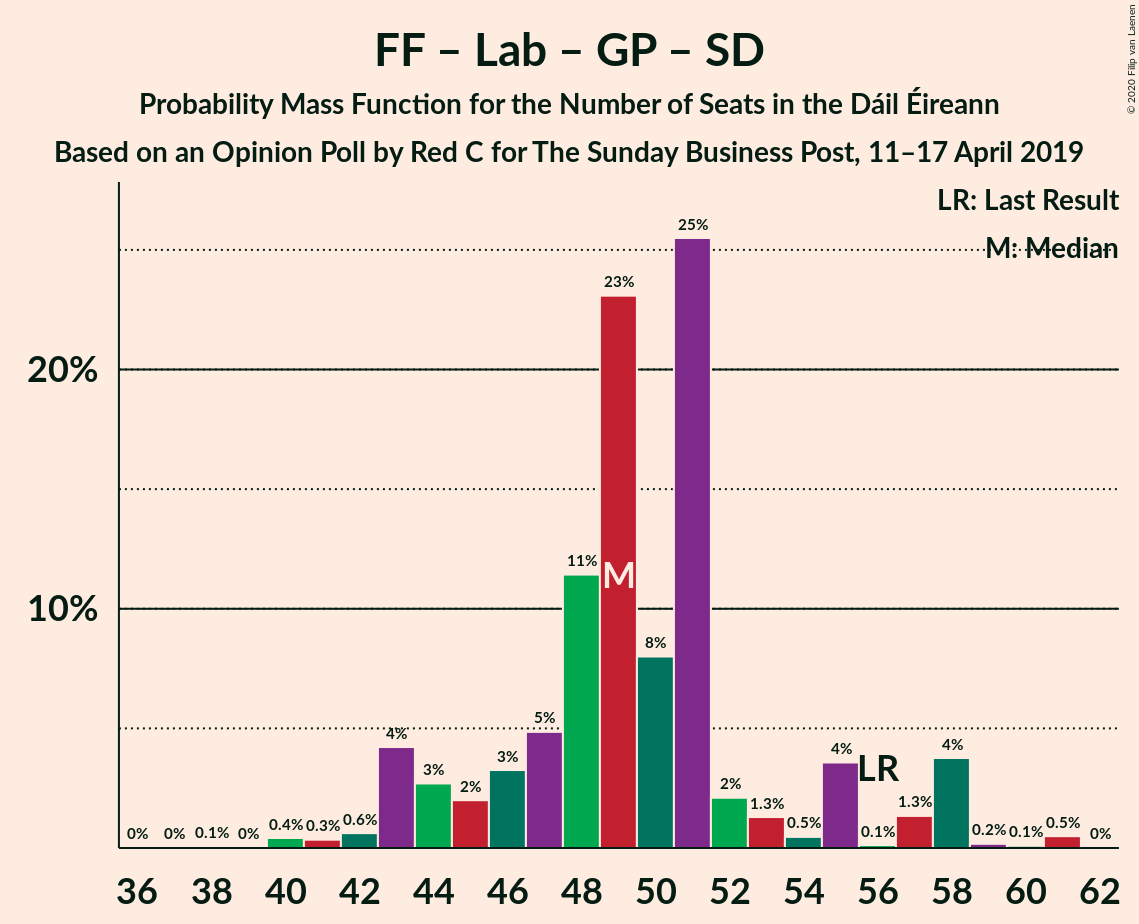 FF – Lab – GP – SD
Probability Mass Function for the Number of Seats in the Dáil Éireann
Based on an Opinion Poll by Red C for The Sunday Business Post, 11–17 April 2019
© 2020 Filip van Laenen
LR: Last Result
M: Median
25%
23%
20%
11%
M
10%
8%
5%
4%
4%
4%
LR
3%
3%
2%
2%
1.3%
1.3%
0% 0% 0.1% 0% 0.4% 0.3% 0.6% 0.5% 0.1% 0.2% 0.1% 0.5% 0%
36 38 40 42 44 46 48 50 52 54 56 58 60 62